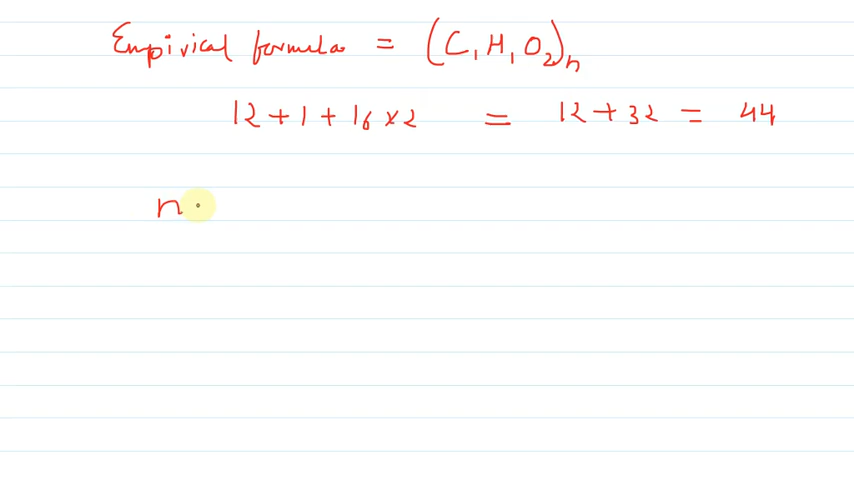 Empirical formula = (C₁H₁O₂)ₙ
12 + 1 + 16 × 2 = 12 + 32 = 44
n